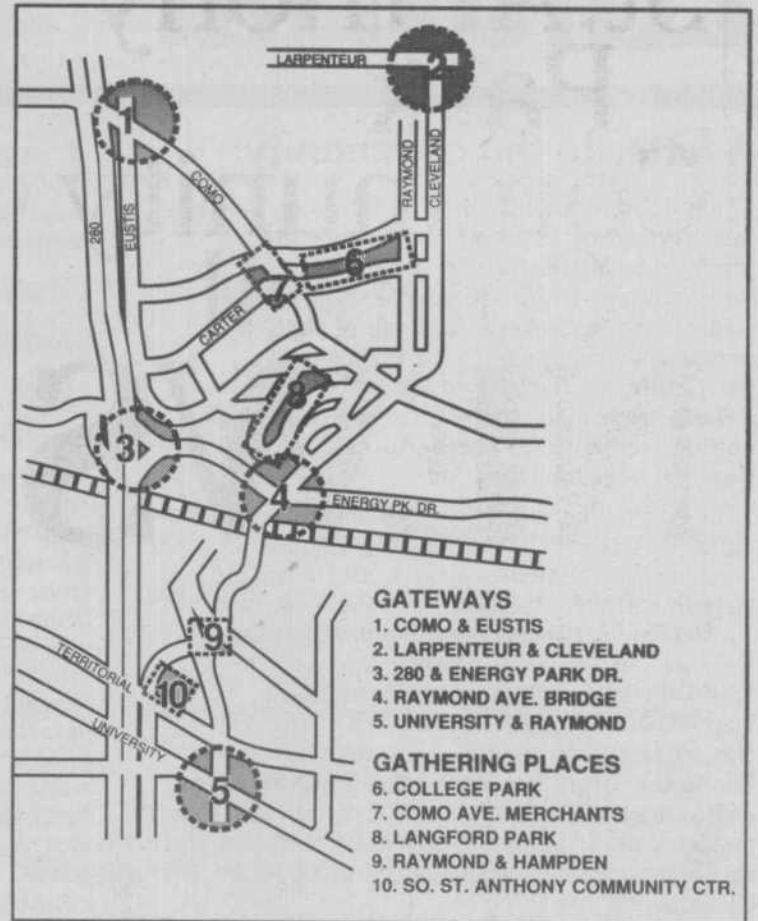 LARPENTEUR
2
1
RAYMOND
CLEVELAND
COMO
280
EUSTIS
6
7
CARTER
8
3
4
ENERGY PK. DR.
9
TERRITORIAL
10
UNIVERSITY
5
GATEWAYS
1. COMO & EUSTIS
2. LARPENTEUR & CLEVELAND
3. 280 & ENERGY PARK DR.
4. RAYMOND AVE. BRIDGE
5. UNIVERSITY & RAYMOND
GATHERING PLACES
6. COLLEGE PARK
7. COMO AVE. MERCHANTS
8. LANGFORD PARK
9. RAYMOND & HAMPDEN
10. SO. ST. ANTHONY COMMUNITY CTR.